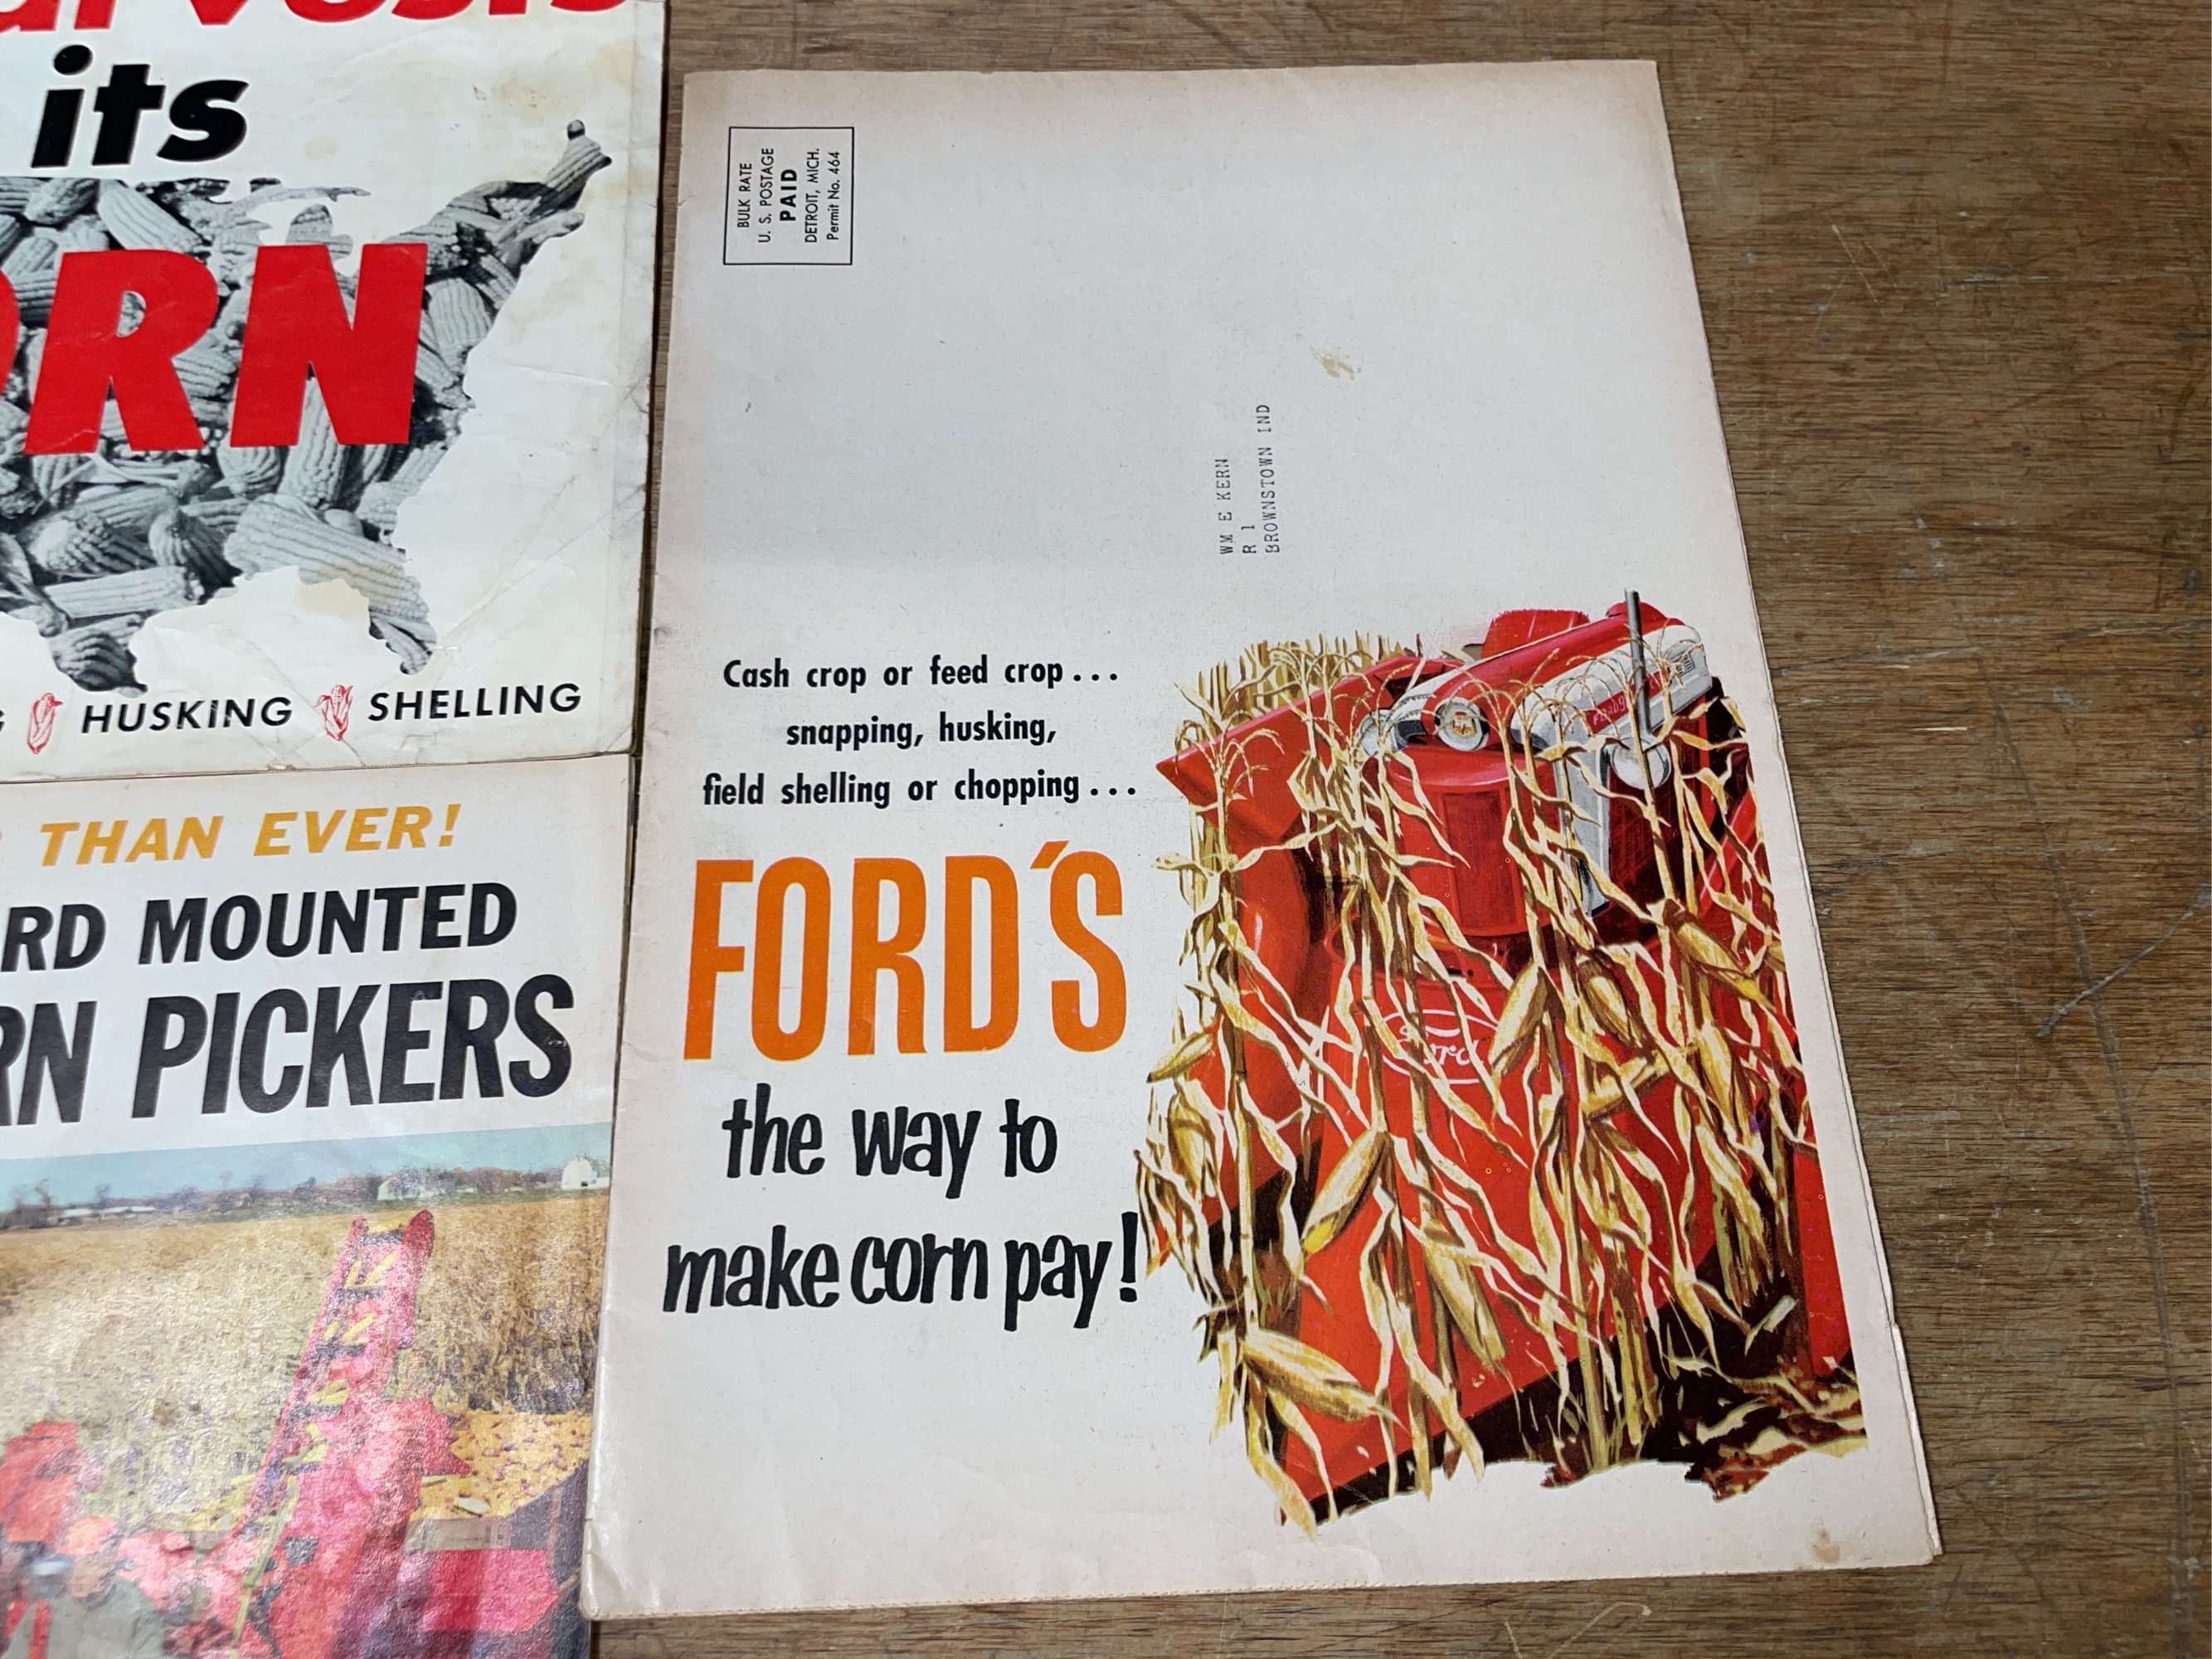 its
ORN
HUSKING SHELLING
THAN EVER!
RD MOUNTED
RN PICKERS
BULK RATE
U. S. POSTAGE
PAID
DETROIT, MICH.
Permit No. 464
WM E KERN
R 1
BROWNSTOWN IND
Cash crop or feed crop...
snapping, husking,
field shelling or chopping...
FORD'S
the way to
make corn pay!
Ford